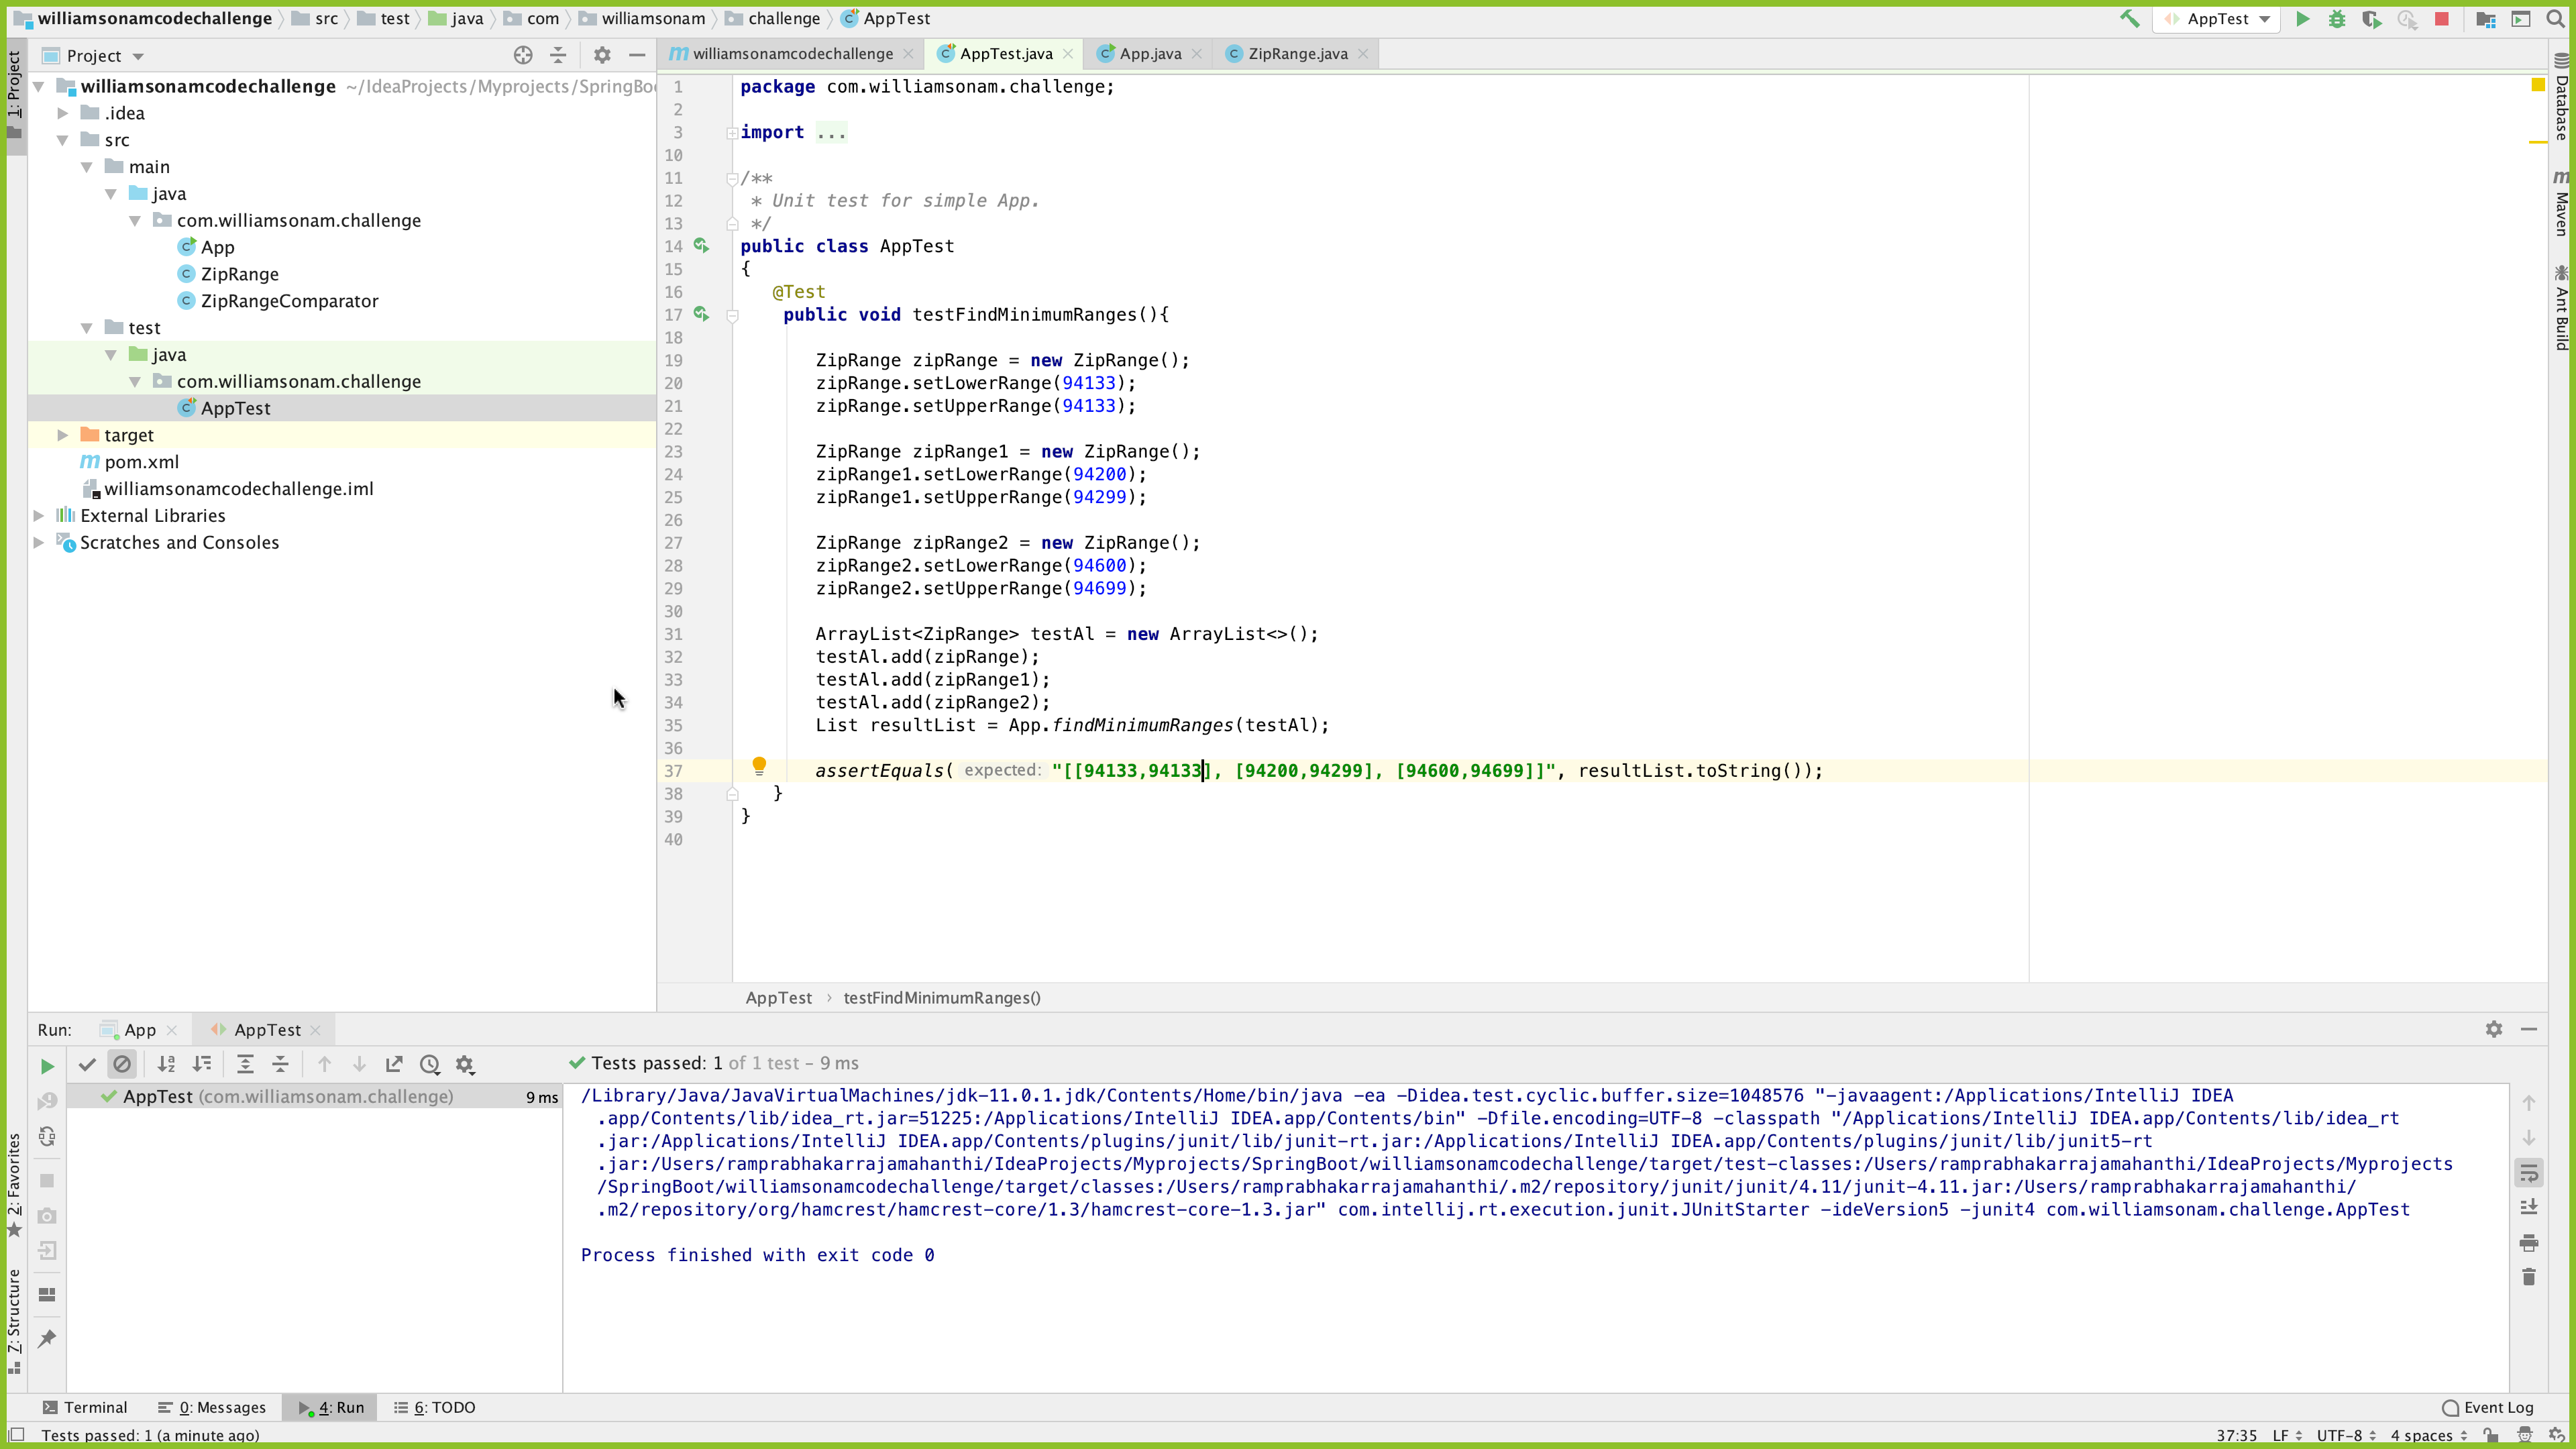 williamsonamcodechallenge src test java com williamsonam challenge AppTest
AppTest
Project
williamsonamcodechallenge AppTest.java App.java ZipRange.java
1: Project
williamsonamcodechallenge ~/IdeaProjects/Myprojects/SpringBo
.idea
src
main
java
com.williamsonam.challenge
App
ZipRange
ZipRangeComparator
test
java
com.williamsonam.challenge
AppTest
target
pom.xml
williamsonamcodechallenge.iml
External Libraries
Scratches and Consoles
1 package com.williamsonam.challenge;
2
3 import ...
10
11 /**
12 * Unit test for simple App.
13 */
14 public class AppTest
15 {
16 @Test
17 public void testFindMinimumRanges(){
18
19 ZipRange zipRange = new ZipRange();
20 zipRange.setLowerRange(94133);
21 zipRange.setUpperRange(94133);
22
23 ZipRange zipRange1 = new ZipRange();
24 zipRange1.setLowerRange(94200);
25 zipRange1.setUpperRange(94299);
26
27 ZipRange zipRange2 = new ZipRange();
28 zipRange2.setLowerRange(94600);
29 zipRange2.setUpperRange(94699);
30
31 ArrayList<ZipRange> testAl = new ArrayList<>();
32 testAl.add(zipRange);
33 testAl.add(zipRange1);
34 testAl.add(zipRange2);
35 List resultList = App.findMinimumRanges(testAl);
36
37 assertEquals( expected: "[[94133,94133], [94200,94299], [94600,94699]]", resultList.toString());
38 }
39 }
40
Database
Maven
Ant Build
AppTest › testFindMinimumRanges()
Run: App AppTest
Tests passed: 1 of 1 test – 9 ms
AppTest (com.williamsonam.challenge) 9 ms
/Library/Java/JavaVirtualMachines/jdk-11.0.1.jdk/Contents/Home/bin/java -ea -Didea.test.cyclic.buffer.size=1048576 "-javaagent:/Applications/IntelliJ IDEA
.app/Contents/lib/idea_rt.jar=51225:/Applications/IntelliJ IDEA.app/Contents/bin" -Dfile.encoding=UTF-8 -classpath "/Applications/IntelliJ IDEA.app/Contents/lib/idea_rt
.jar:/Applications/IntelliJ IDEA.app/Contents/plugins/junit/lib/junit-rt.jar:/Applications/IntelliJ IDEA.app/Contents/plugins/junit/lib/junit5-rt
.jar:/Users/ramprabhakarrajamahanthi/IdeaProjects/Myprojects/SpringBoot/williamsonamcodechallenge/target/test-classes:/Users/ramprabhakarrajamahanthi/IdeaProjects/Myprojects
/SpringBoot/williamsonamcodechallenge/target/classes:/Users/ramprabhakarrajamahanthi/.m2/repository/junit/junit/4.11/junit-4.11.jar:/Users/ramprabhakarrajamahanthi/
.m2/repository/org/hamcrest/hamcrest-core/1.3/hamcrest-core-1.3.jar" com.intellij.rt.execution.junit.JUnitStarter -ideVersion5 -junit4 com.williamsonam.challenge.AppTest
Process finished with exit code 0
2: Favorites
7: Structure
Terminal 0: Messages 4: Run 6: TODO Event Log
Tests passed: 1 (a minute ago) 37:35 LF UTF-8 4 spaces